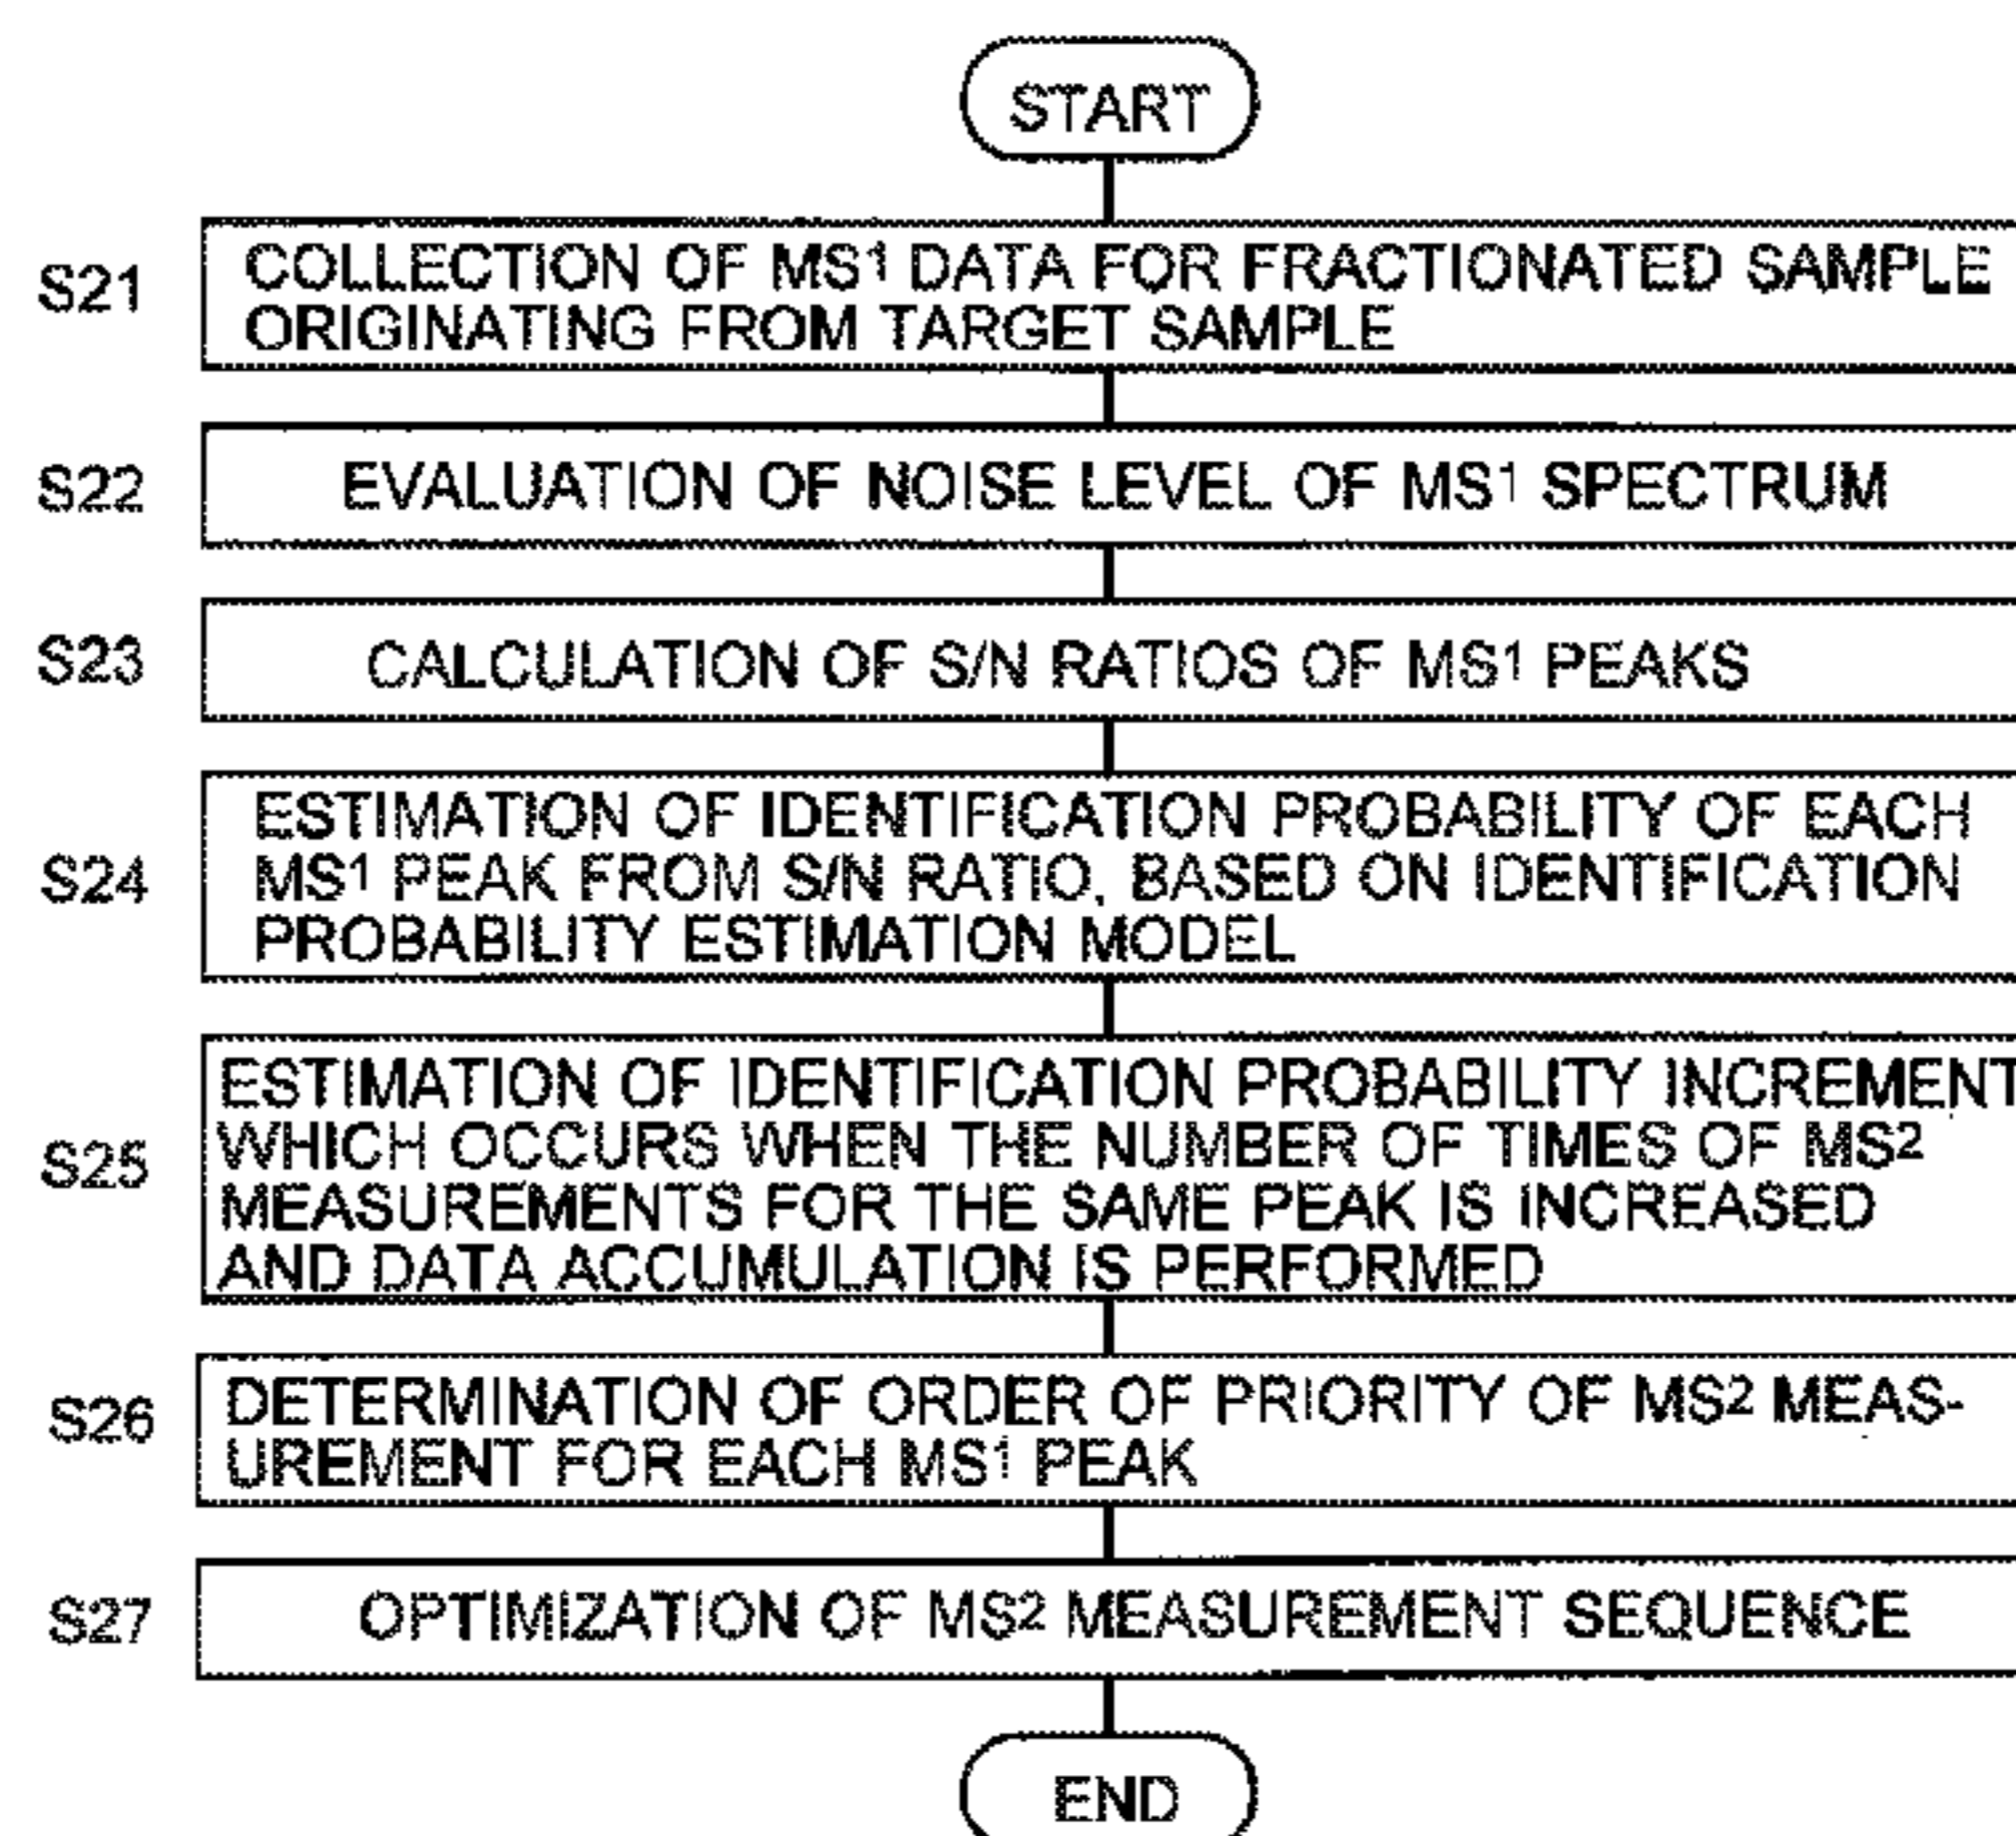 START
S21
COLLECTION OF MS¹ DATA FOR FRACTIONATED SAMPLE
ORIGINATING FROM TARGET SAMPLE
S22
EVALUATION OF NOISE LEVEL OF MS¹ SPECTRUM
S23
CALCULATION OF S/N RATIOS OF MS¹ PEAKS
S24
ESTIMATION OF IDENTIFICATION PROBABILITY OF EACH
MS¹ PEAK FROM S/N RATIO, BASED ON IDENTIFICATION
PROBABILITY ESTIMATION MODEL
S25
ESTIMATION OF IDENTIFICATION PROBABILITY INCREMENT
WHICH OCCURS WHEN THE NUMBER OF TIMES OF MS²
MEASUREMENTS FOR THE SAME PEAK IS INCREASED
AND DATA ACCUMULATION IS PERFORMED
S26
DETERMINATION OF ORDER OF PRIORITY OF MS² MEAS-
UREMENT FOR EACH MS¹ PEAK
S27
OPTIMIZATION OF MS² MEASUREMENT SEQUENCE
END